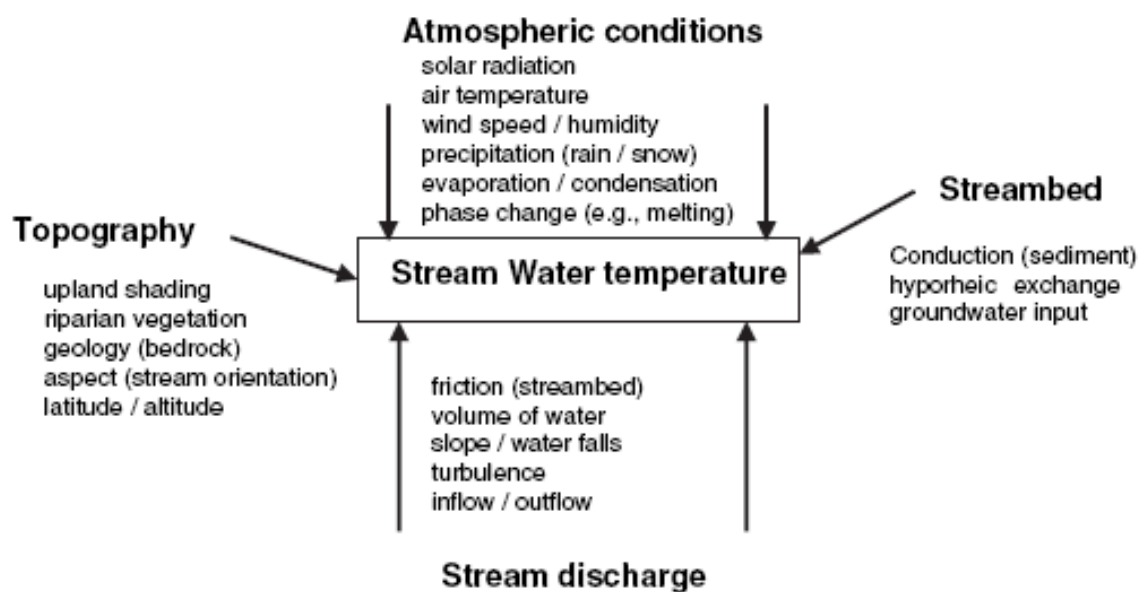 Atmospheric conditions
solar radiation
air temperature
wind speed / humidity
precipitation (rain / snow)
evaporation / condensation
phase change (e.g., melting)
Topography
upland shading
riparian vegetation
geology (bedrock)
aspect (stream orientation)
latitude / altitude
Stream Water temperature
Streambed
Conduction (sediment)
hyporheic exchange
groundwater input
friction (streambed)
volume of water
slope / water falls
turbulence
inflow / outflow
Stream discharge